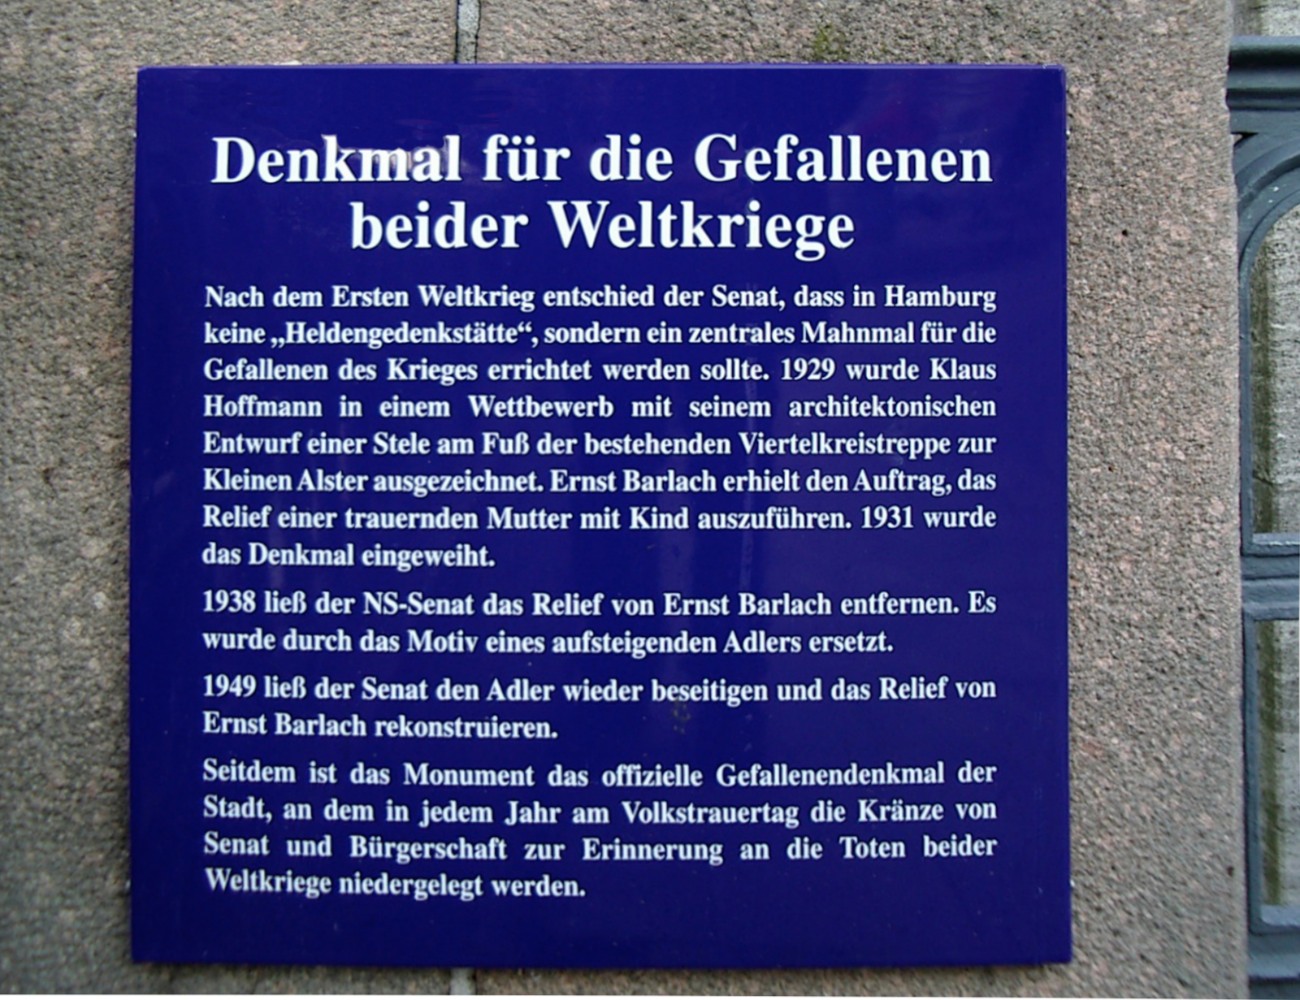 Denkmal für die Gefallenen
beider Weltkriege
Nach dem Ersten Weltkrieg entschied der Senat, dass in Hamburg
keine „Heldengedenkstätte“, sondern ein zentrales Mahnmal für die
Gefallenen des Krieges errichtet werden sollte. 1929 wurde Klaus
Hoffmann in einem Wettbewerb mit seinem architektonischen
Entwurf einer Stele am Fuß der bestehenden Viertelkreistreppe zur
Kleinen Alster ausgezeichnet. Ernst Barlach erhielt den Auftrag, das
Relief einer trauernden Mutter mit Kind auszuführen. 1931 wurde
das Denkmal eingeweiht.
1938 ließ der NS-Senat das Relief von Ernst Barlach entfernen. Es
wurde durch das Motiv eines aufsteigenden Adlers ersetzt.
1949 ließ der Senat den Adler wieder beseitigen und das Relief von
Ernst Barlach rekonstruieren.
Seitdem ist das Monument das offizielle Gefallenendenkmal der
Stadt, an dem in jedem Jahr am Volkstrauertag die Kränze von
Senat und Bürgerschaft zur Erinnerung an die Toten beider
Weltkriege niedergelegt werden.